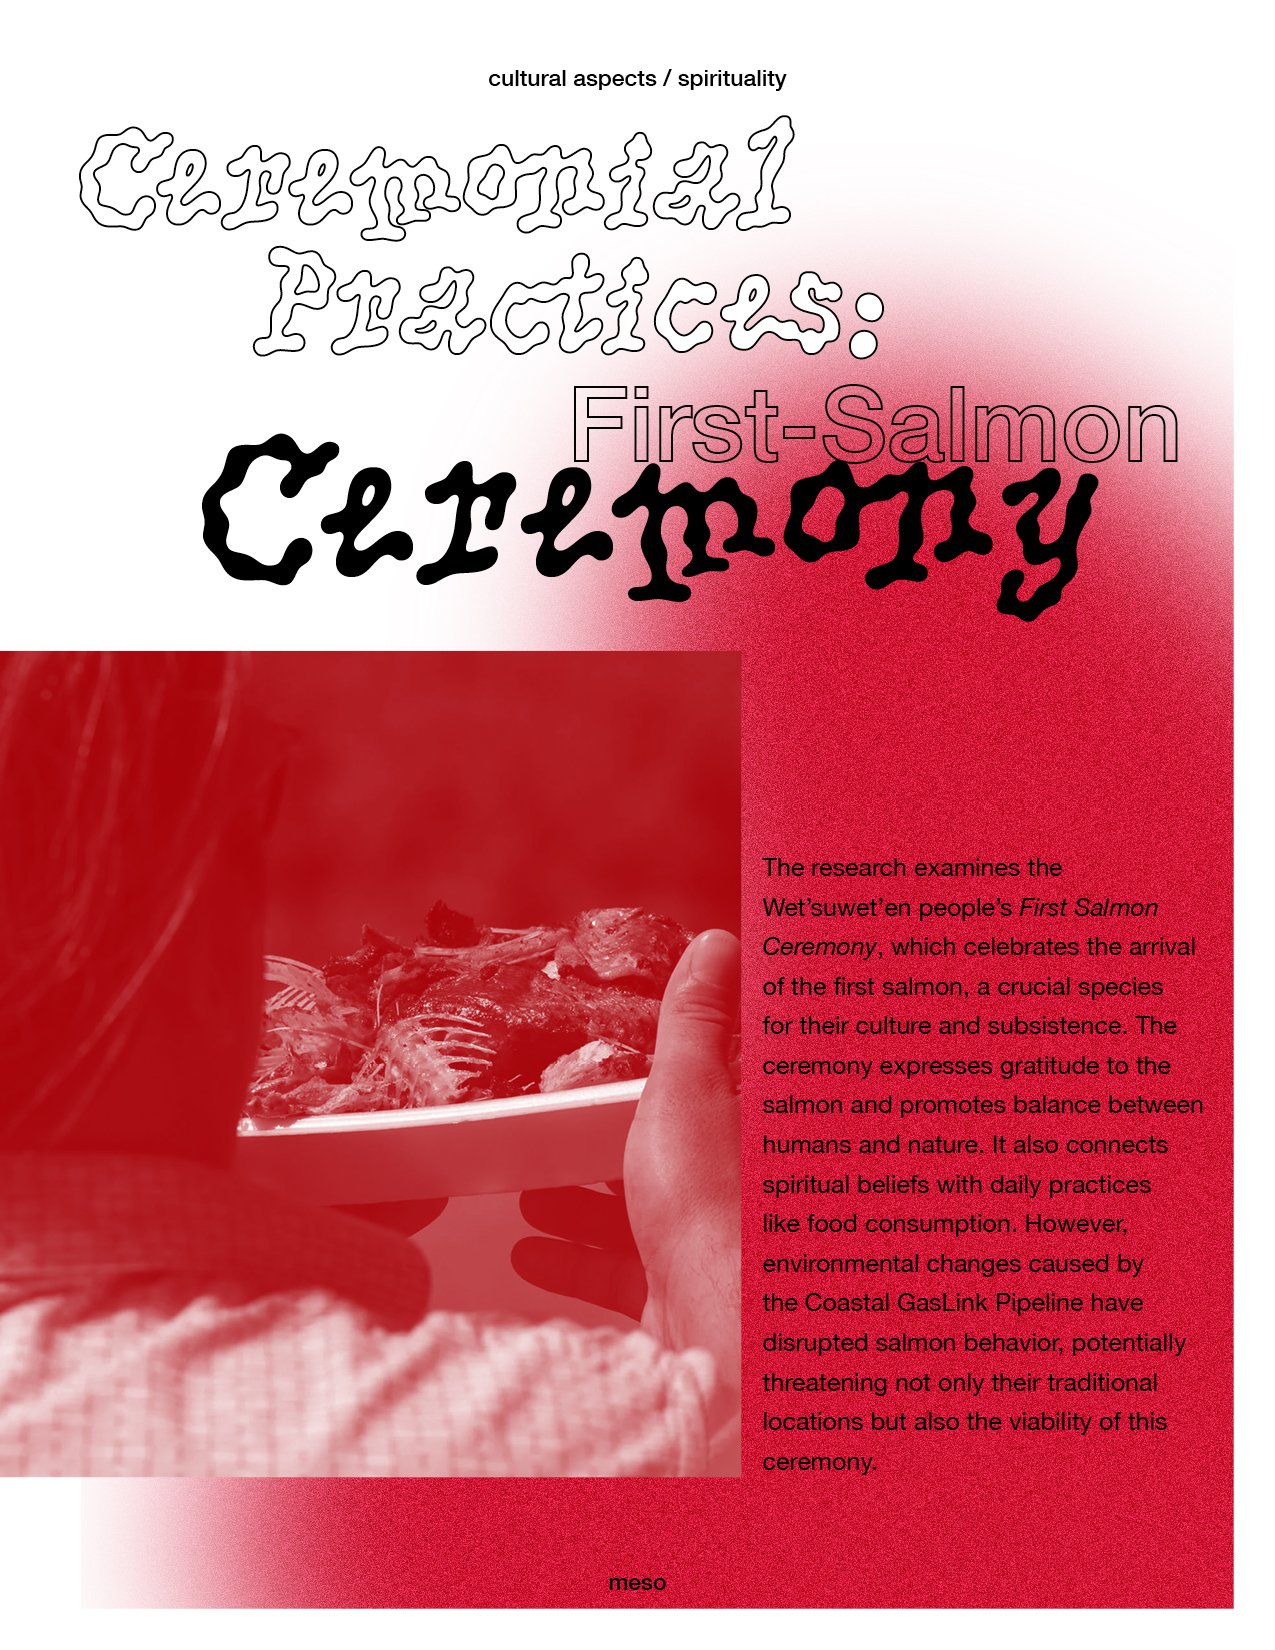 cultural aspects / spirituality
Ceremonial
Practices:
First-Salmon
Ceremony
The research examines the
Wet’suwet’en people’s First Salmon
Ceremony, which celebrates the arrival
of the first salmon, a crucial species
for their culture and subsistence. The
ceremony expresses gratitude to the
salmon and promotes balance between
humans and nature. It also connects
spiritual beliefs with daily practices
like food consumption. However,
environmental changes caused by
the Coastal GasLink Pipeline have
disrupted salmon behavior, potentially
threatening not only their traditional
locations but also the viability of this
ceremony.
meso